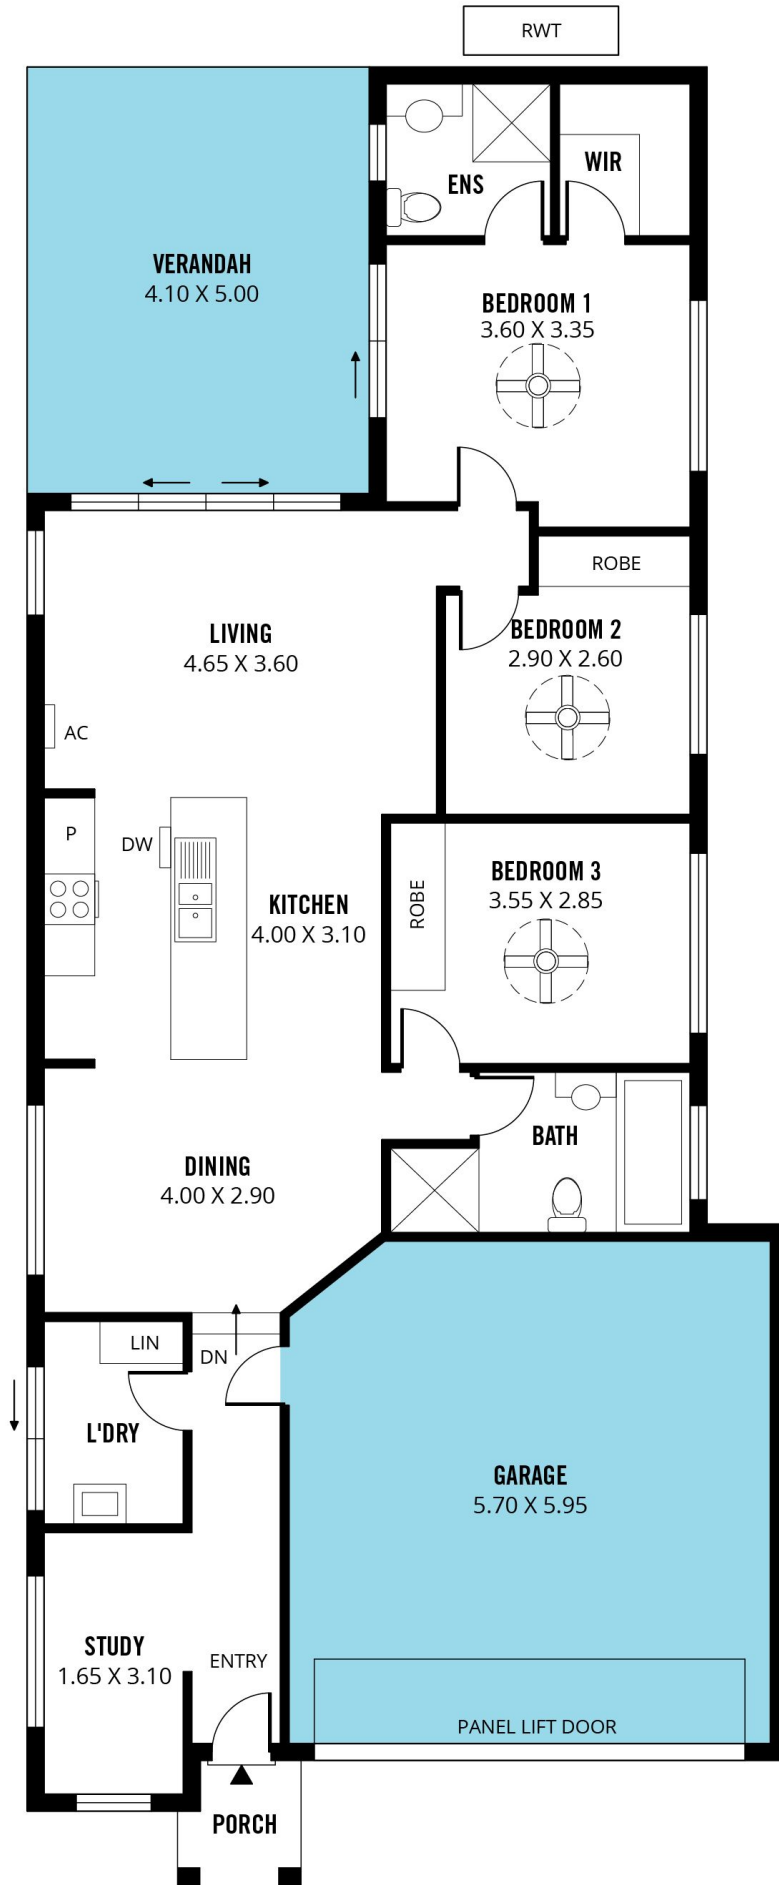 RWT
ENS
WIR
VERANDAH
4.10 X 5.00
BEDROOM 1
3.60 X 3.35
ROBE
LIVING
4.65 X 3.60
BEDROOM 2
2.90 X 2.60
AC
P
DW
KITCHEN
4.00 X 3.10
BEDROOM 3
3.55 X 2.85
ROBE
BATH
DINING
4.00 X 2.90
LIN
DN
L'DRY
GARAGE
5.70 X 5.95
STUDY
1.65 X 3.10
ENTRY
PANEL LIFT DOOR
PORCH